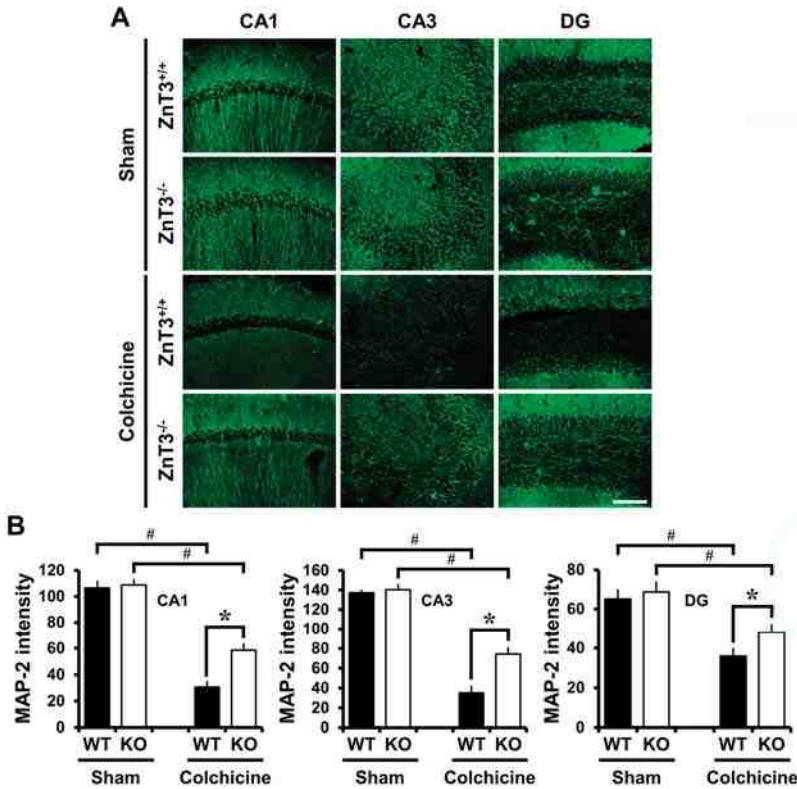 A
CA1 CA3 DG
Sham
ZnT3+/+
ZnT3-/-
Colchicine
ZnT3+/+
ZnT3-/-
B
# # #
# # #
MAP-2 intensity
120
100
80
60
40
20
0
CA1
*
WT KO WT KO
Sham Colchicine
MAP-2 intensity
160
140
120
100
80
60
40
20
0
CA3
*
WT KO WT KO
Sham Colchicine
MAP-2 intensity
80
60
40
20
0
DG
*
WT KO WT KO
Sham Colchicine